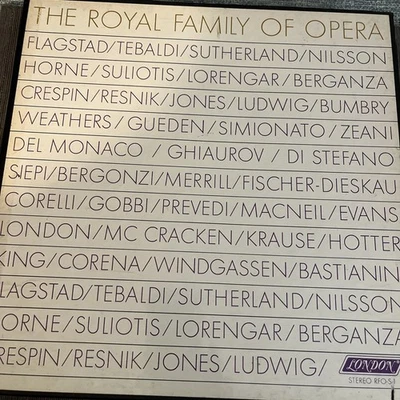 THE ROYAL FAMILY OF OPERA
FLAGSTAD/TEBALDI/SUTHERLAND/NILSSON
HORNE/SULIOTIS/LORENGAR/BERGANZA
CRESPIN/RESNIK/JONES/LUDWIG/BUMBRY
WEATHERS/GUEDEN/SIMIONATO/ZEANI
DEL MONACO / GHIAUROV / DI STEFANO
SIEPI/BERGONZI/MERRILL/FISCHER-DIESKAU
CORELLI/GOBBI/PREVEDI/MACNEIL/EVANS
LONDON/MC CRACKEN/KRAUSE/HOTTER
KING/CORENA/WINDGASSEN/BASTIANIN
FLAGSTAD/TEBALDI/SUTHERLAND/NILSSON
HORNE/SULIOTIS/LORENGAR/BERGANZA
RESPIN/RESNIK/JONES/LUDWIG/ LONDON
STEREO RFO-S-1